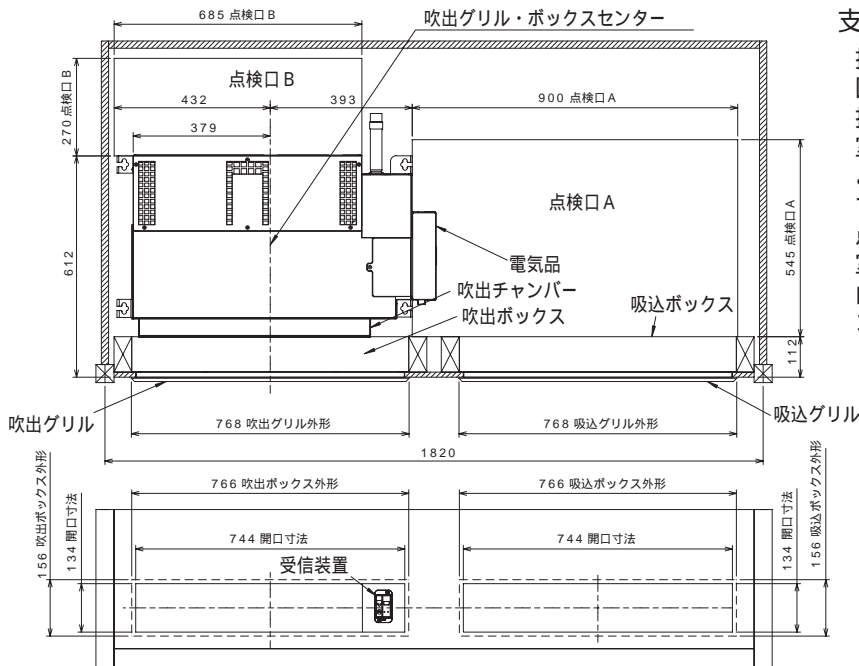 685 点検口B
吹出グリル・ボックスセンター
支
270 点検口B
点検口B
432
393
900 点検口A
379
612
点検口A
545 点検口A
電気品
吹出チャンバー
吹出ボックス
吸込ボックス
112
吹出グリル
768 吹出グリル外形
768 吸込グリル外形
吸込グリル
1820
766 吹出ボックス外形
766 吸込ボックス外形
156 吹出ボックス外形
134 開口寸法
744 開口寸法
744 開口寸法
134 開口寸法
156 吸込ボックス外形
受信装置